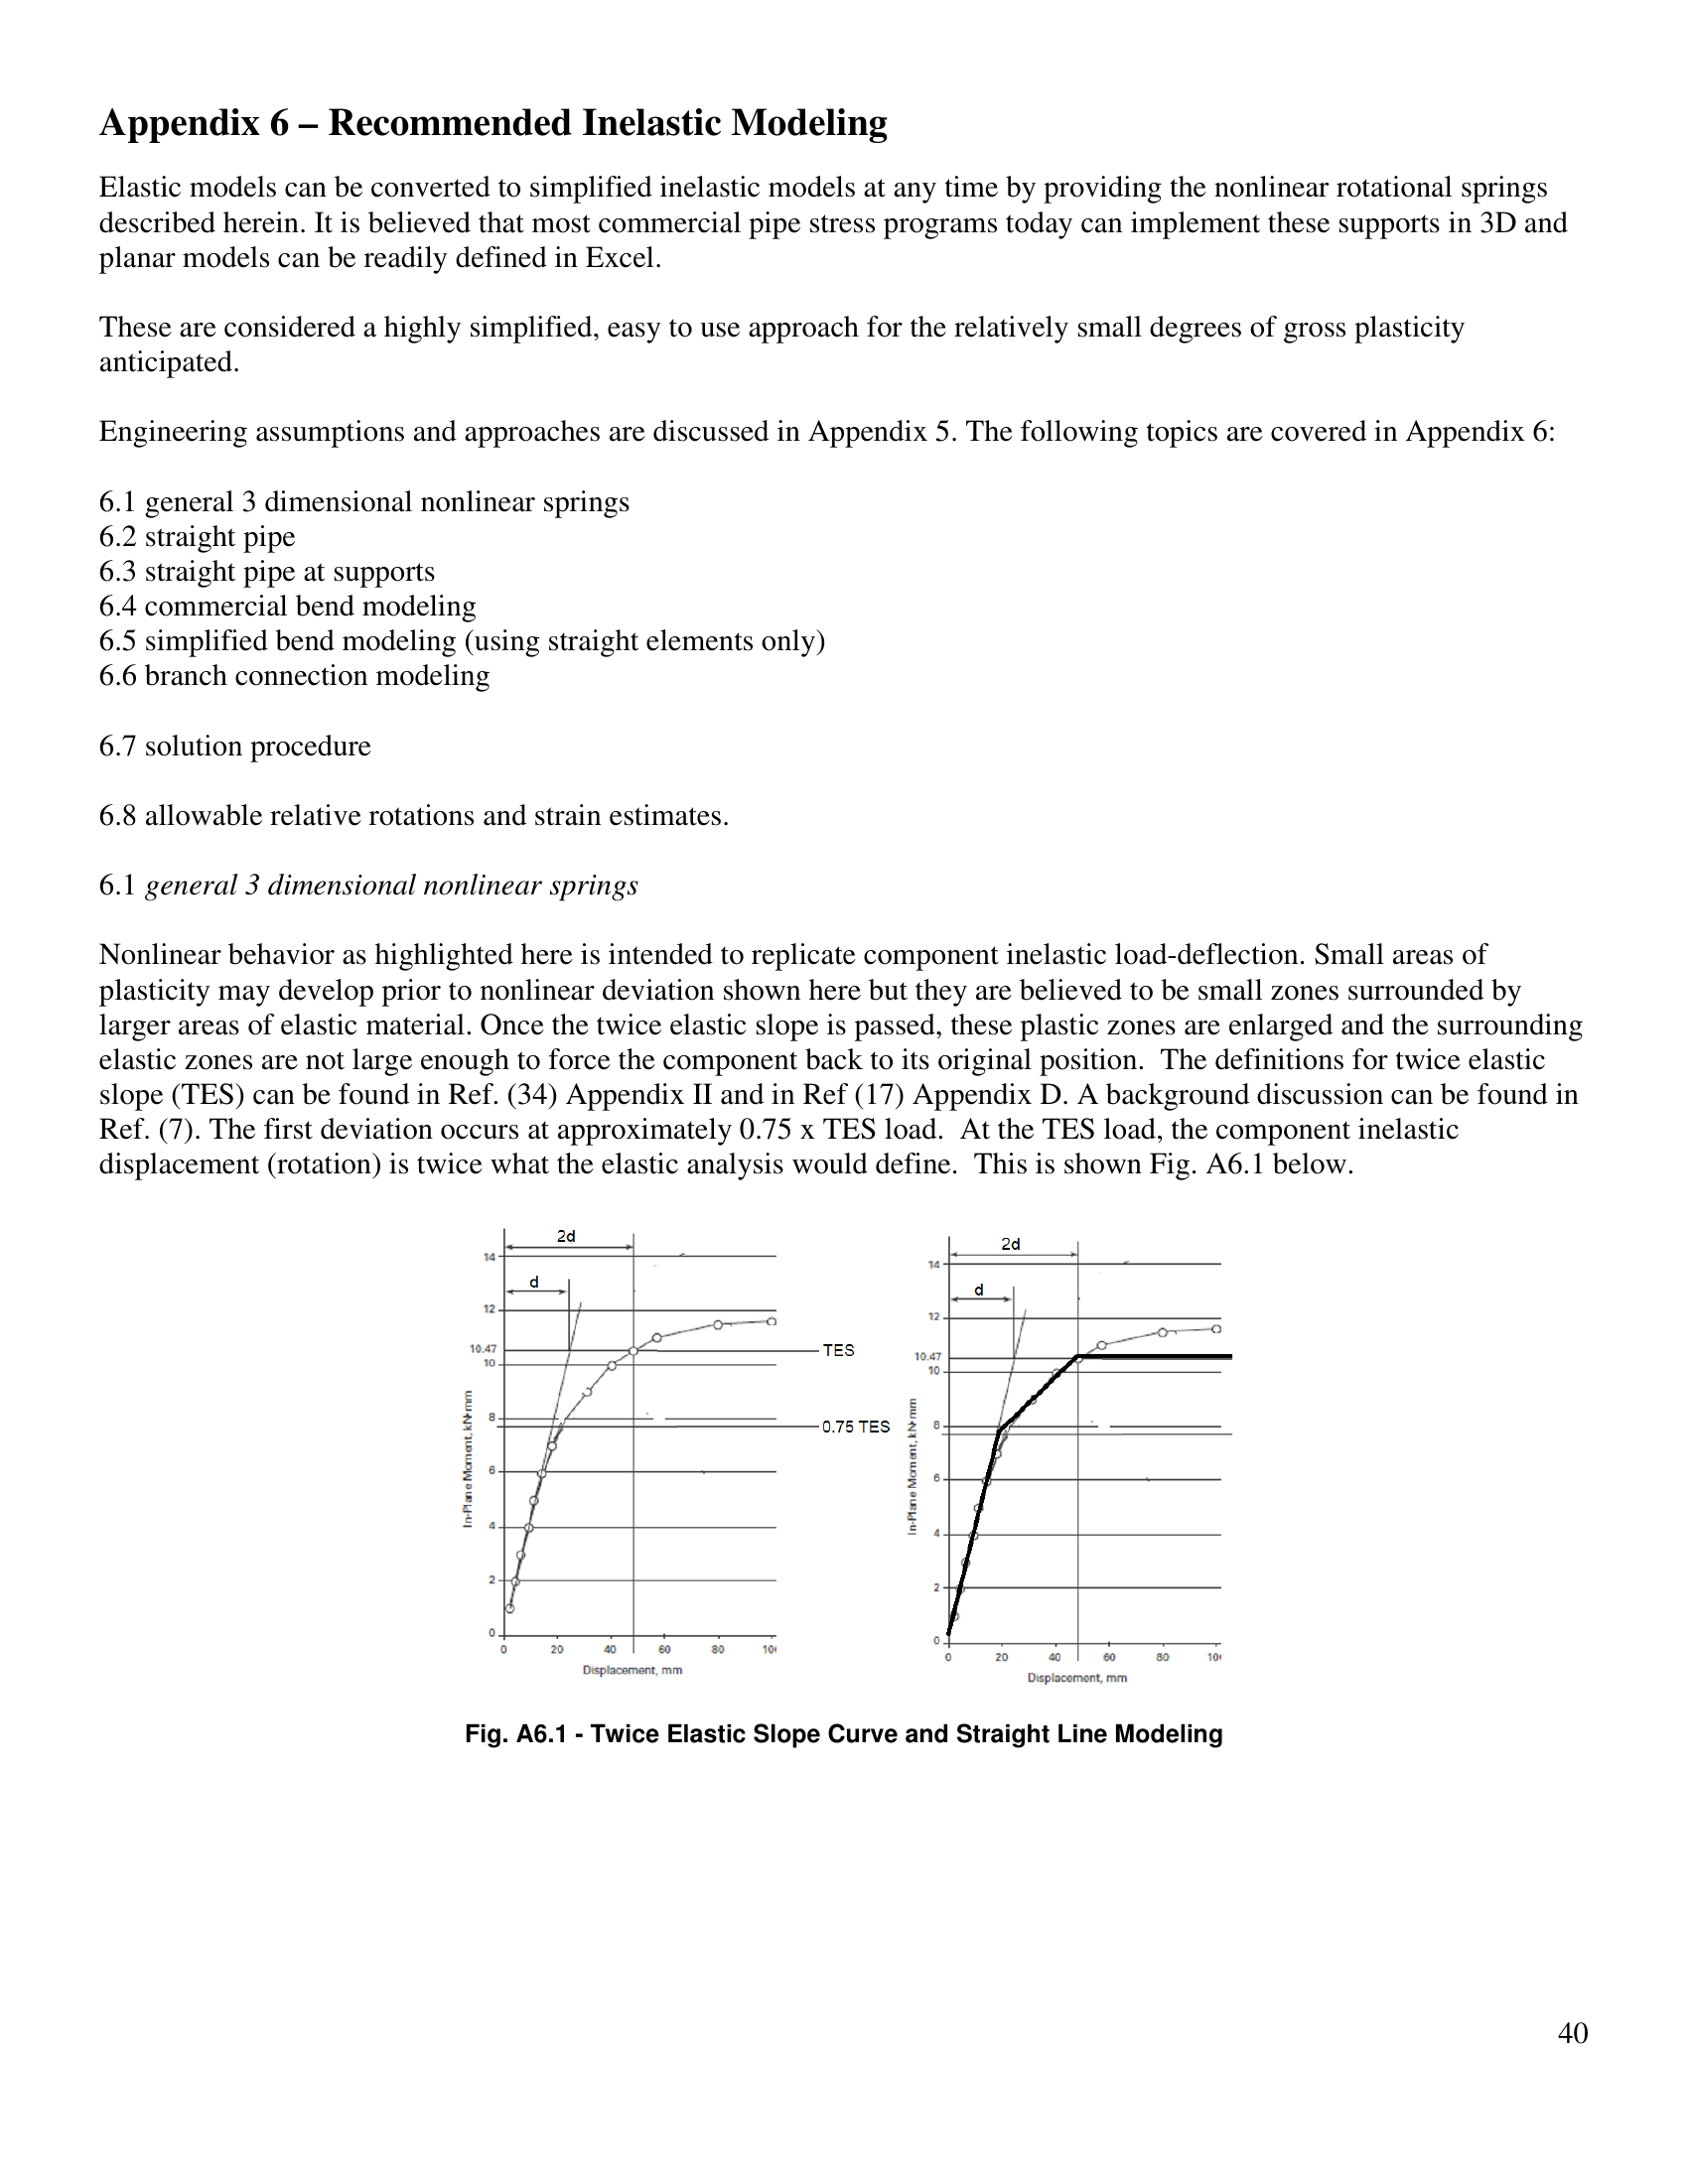 Appendix 6 – Recommended Inelastic Modeling
Elastic models can be converted to simplified inelastic models at any time by providing the nonlinear rotational springs
described herein. It is believed that most commercial pipe stress programs today can implement these supports in 3D and
planar models can be readily defined in Excel.
These are considered a highly simplified, easy to use approach for the relatively small degrees of gross plasticity
anticipated.
Engineering assumptions and approaches are discussed in Appendix 5. The following topics are covered in Appendix 6:
6.1 general 3 dimensional nonlinear springs
6.2 straight pipe
6.3 straight pipe at supports
6.4 commercial bend modeling
6.5 simplified bend modeling (using straight elements only)
6.6 branch connection modeling
6.7 solution procedure
6.8 allowable relative rotations and strain estimates.
6.1 general 3 dimensional nonlinear springs
Nonlinear behavior as highlighted here is intended to replicate component inelastic load-deflection. Small areas of
plasticity may develop prior to nonlinear deviation shown here but they are believed to be small zones surrounded by
larger areas of elastic material. Once the twice elastic slope is passed, these plastic zones are enlarged and the surrounding
elastic zones are not large enough to force the component back to its original position.  The definitions for twice elastic
slope (TES) can be found in Ref. (34) Appendix II and in Ref (17) Appendix D. A background discussion can be found in
Ref. (7). The first deviation occurs at approximately 0.75 x TES load.  At the TES load, the component inelastic
displacement (rotation) is twice what the elastic analysis would define.  This is shown Fig. A6.1 below.
2d
d
14
12
10.47
10
8
6
4
2
0
In-Plane Moment, kN•mm
TES
0.75 TES
0 20 40 60 80 10
Displacement, mm
2d
d
14
12
10.47
10
8
6
4
2
0
In-Plane Moment, kN•mm
0 20 40 60 80 10
Displacement, mm
Fig. A6.1 - Twice Elastic Slope Curve and Straight Line Modeling
40